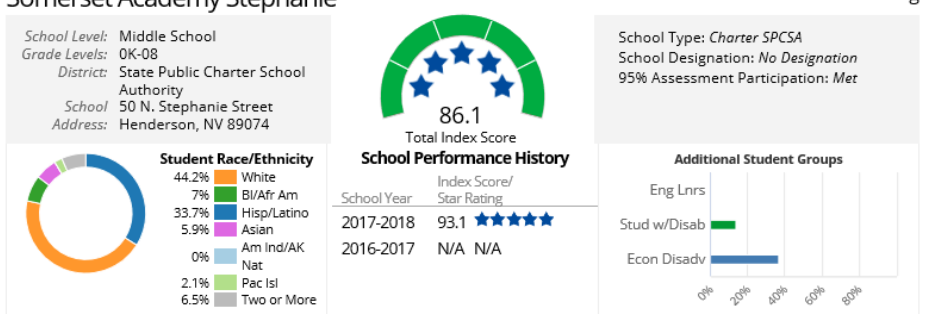 Somerset Academy Stephanie
School Level: Middle School
Grade Levels: 0K-08
District: State Public Charter School
Authority
School 50 N. Stephanie Street
Address: Henderson, NV 89074
86.1
Total Index Score
School Type: Charter SPCSA
School Designation: No Designation
95% Assessment Participation: Met
Student Race/Ethnicity
44.2% White
7% Bl/Afr Am
33.7% Hisp/Latino
5.9% Asian
0% Am Ind/AK
Nat
2.1% Pac Isl
6.5% Two or More
School Performance History
School Year Index Score/
Star Rating
2017-2018 93.1
2016-2017 N/A N/A
Additional Student Groups
Eng Lnrs
Stud w/Disab
Econ Disadv
0% 20% 40% 60% 80%